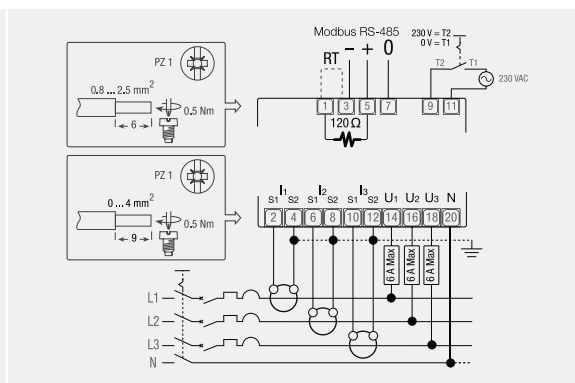 Modbus RS-485
230 V = T2
0 V = T1
PZ 1
RT
− + 0
T2 T1
230 VAC
0.8 ... 2.5 mm²
0.5 Nm
6
1 3 5 7 9 11
120 Ω
PZ 1
I1 I2 I3 U1 U2 U3 N
S1 S2 S1 S2 S1 S2
2 4 6 8 10 12 14 16 18 20
0 ... 4 mm²
0.5 Nm
9
6 A Max 6 A Max 6 A Max
L1
L2
L3
N